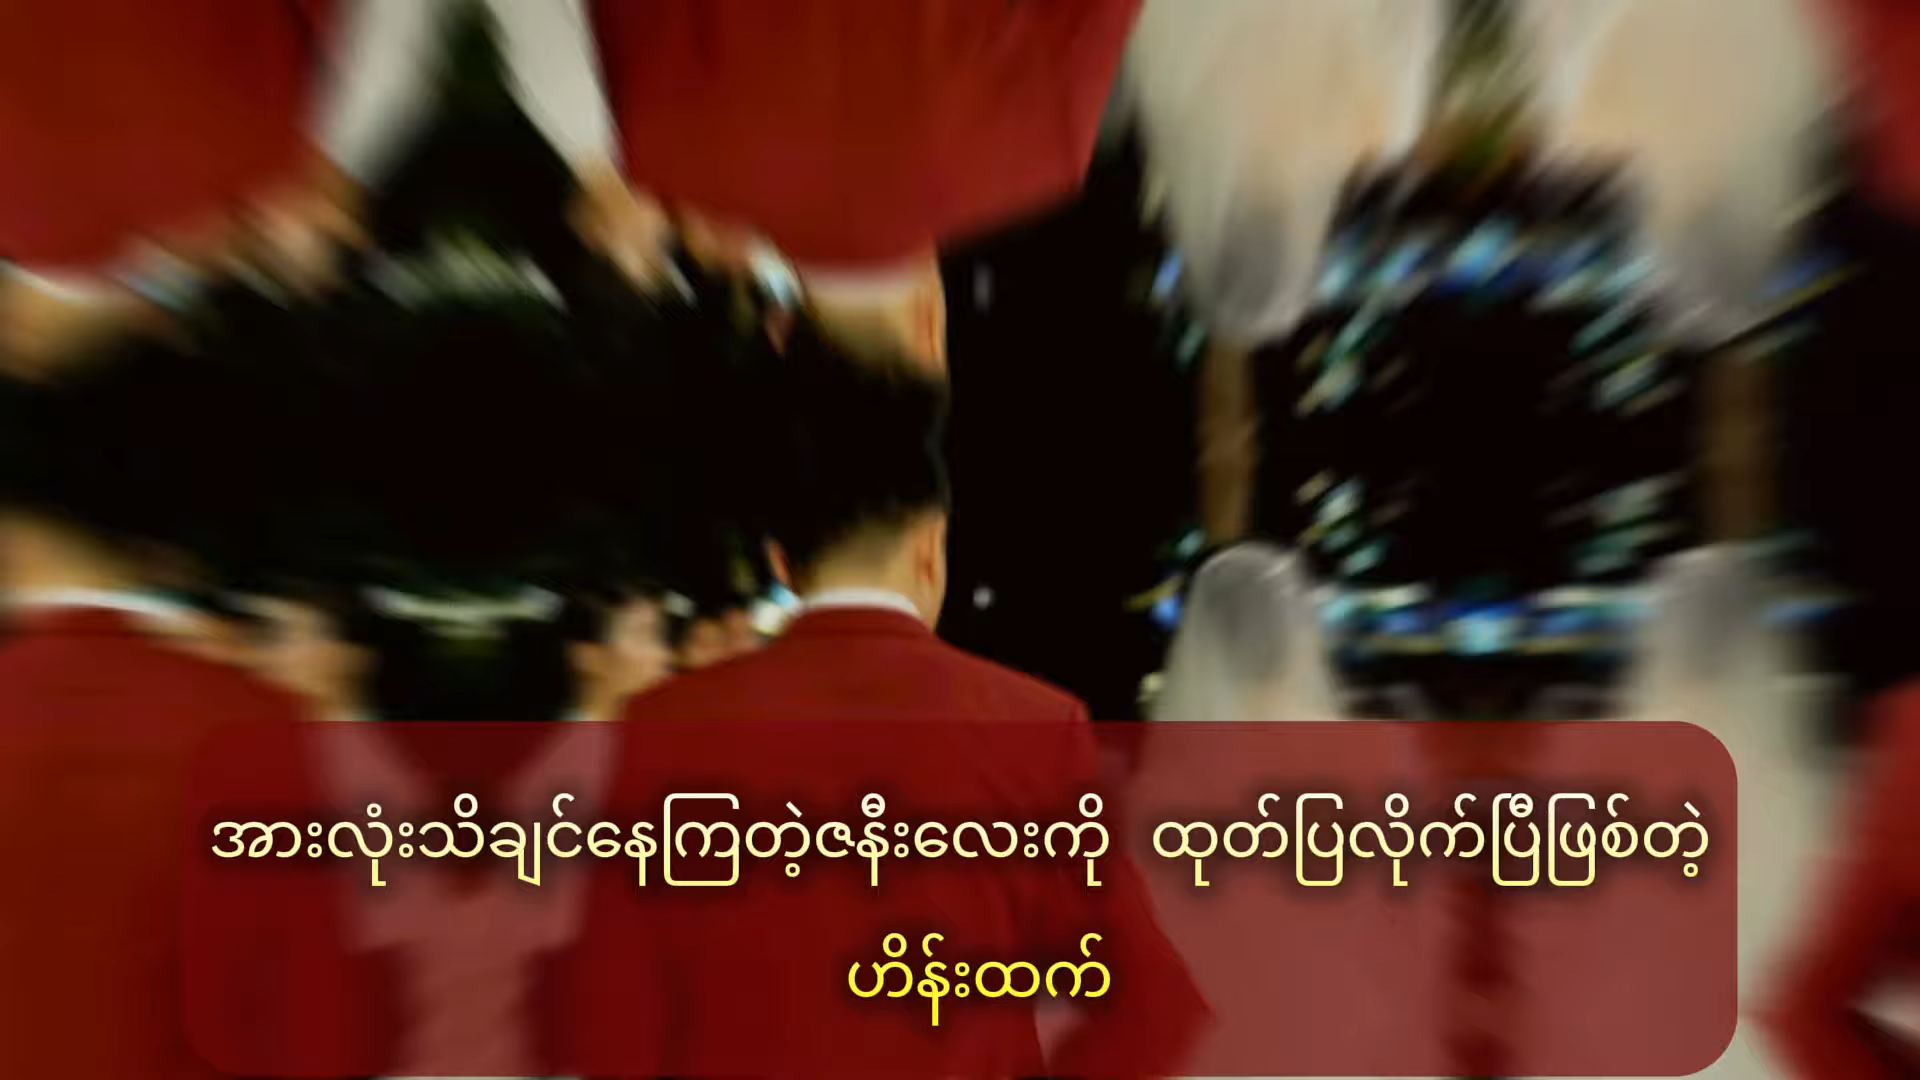 အားလုံးသိချင်နေကြတဲ့ဇနီးလေးကို ထုတ်ပြလိုက်ပြီဖြစ်တဲ့
ဟိန်းထက်